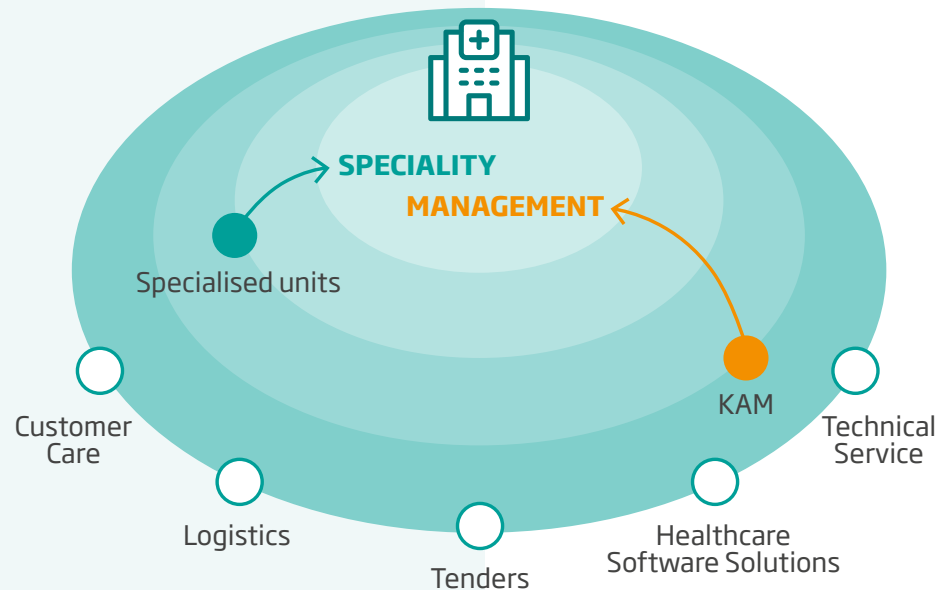 SPECIALITY
MANAGEMENT
Specialised units
KAM
Customer
Care
Technical
Service
Logistics
Healthcare
Software Solutions
Tenders